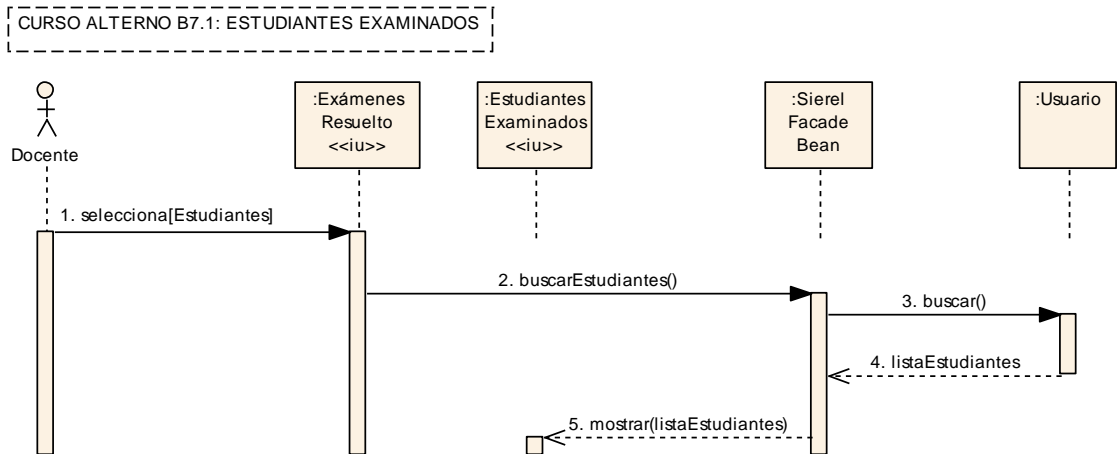 CURSO ALTERNO B7.1: ESTUDIANTES EXAMINADOS
Docente
:Exámenes
Resuelto
<<iu>>
:Estudiantes
Examinados
<<iu>>
:Sierel
Facade
Bean
:Usuario
1. selecciona[Estudiantes]
2. buscarEstudiantes()
3. buscar()
4. listaEstudiantes
5. mostrar(listaEstudiantes)